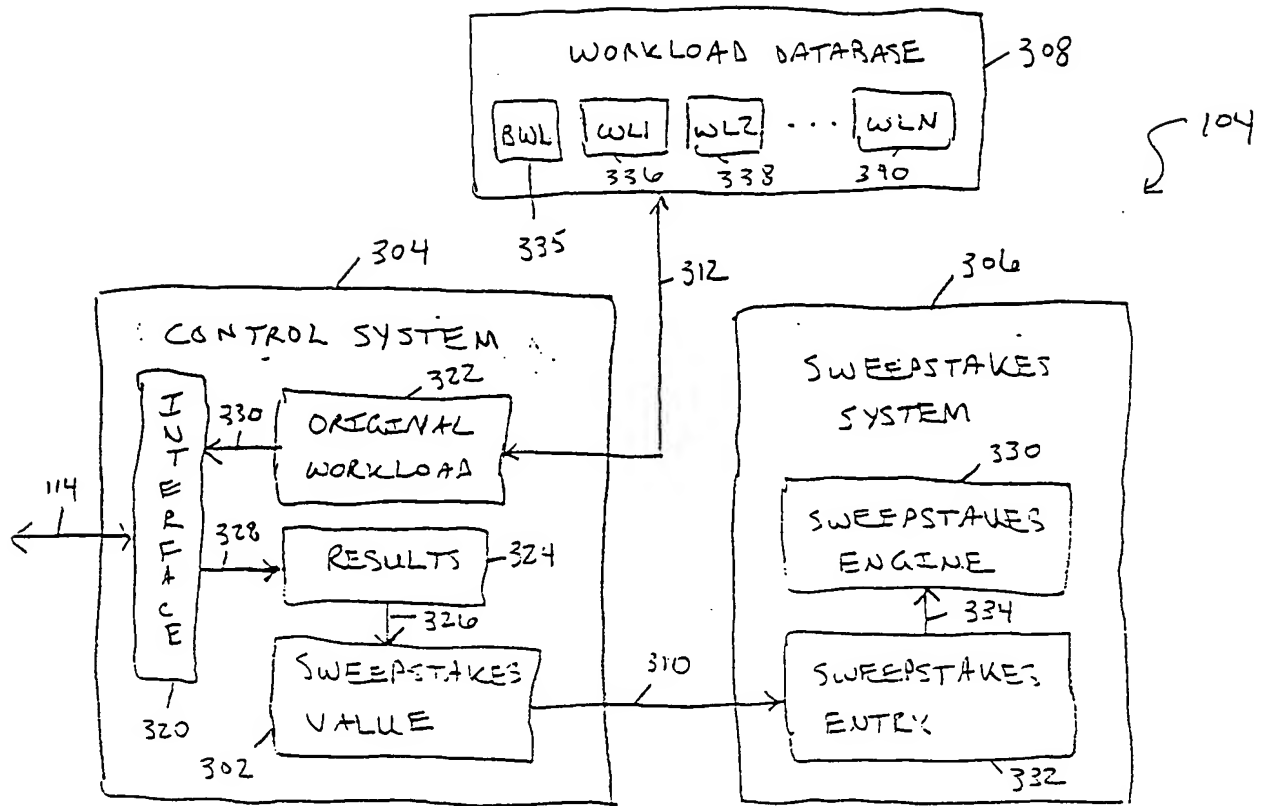 WORKLOAD DATABASE
308
BWL WL1 WL2 ... WLN
336 338 390
335
104
312
304
CONTROL SYSTEM
322
INTERFACE
330
ORIGINAL
WORKLOAD
114
328
RESULTS
324
326
SWEEPSTAKES
VALUE
320
302
310
306
SWEEPSTAKES
SYSTEM
330
SWEEPSTAKES
ENGINE
334
SWEEPSTAKES
ENTRY
332